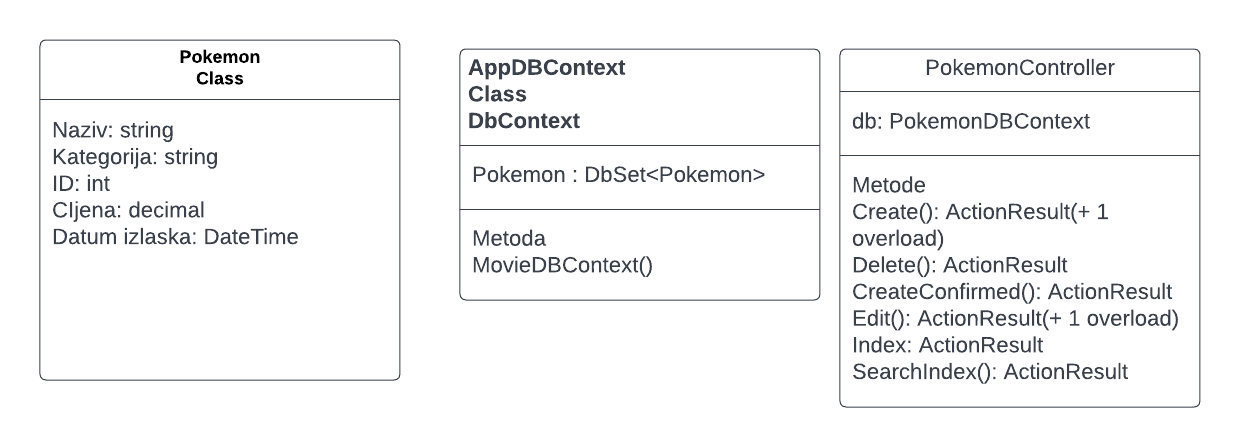 Pokemon
Class
Naziv: string
Kategorija: string
ID: int
CIjena: decimal
Datum izlaska: DateTime
AppDBContext
Class
DbContext
Pokemon : DbSet<Pokemon>
Metoda
MovieDBContext()
PokemonController
db: PokemonDBContext
Metode
Create(): ActionResult(+ 1
overload)
Delete(): ActionResult
CreateConfirmed(): ActionResult
Edit(): ActionResult(+ 1 overload)
Index: ActionResult
SearchIndex(): ActionResult